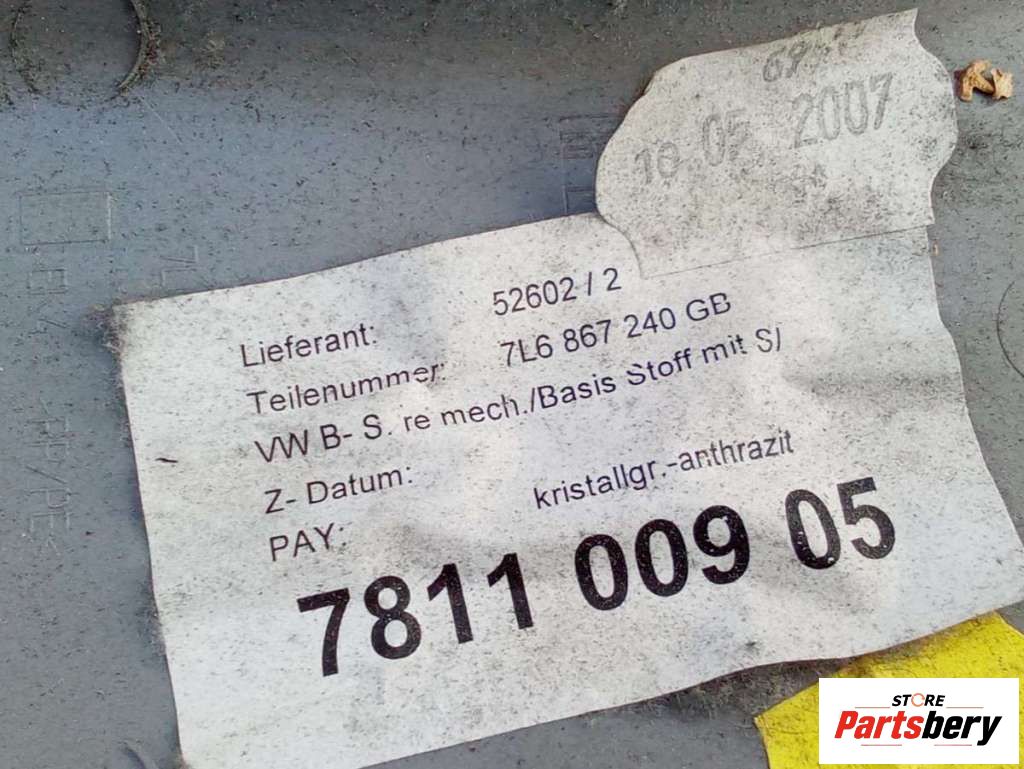 05. 2007
Lieferant: 52602 / 2
Teilenummer: 7L6 867 240 GB
VW B- S. re mech./Basis Stoff mit S/
Z- Datum:
kristallgr.-anthrazit
PAY:
7811 009 05
STORE
Partsbery